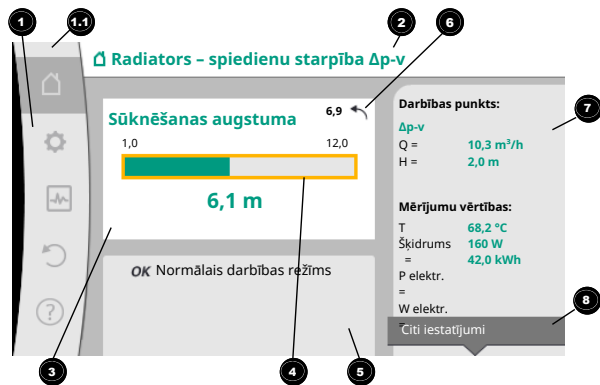 1
1.1
2
6
Radiators – spiedienu starpība Δp-v
Sūknēšanas augstuma
6,9
1,0
12,0
6,1 m
OK Normālais darbības režīms
Darbības punkts:
Δp-v
Q = 10,3 m³/h
H = 2,0 m
Mērījumu vērtības:
T 68,2 °C
Šķidrums 160 W
= 42,0 kWh
P elektr.
=
W elektr.
=
Citi iestatījumi
7
8
3
4
5